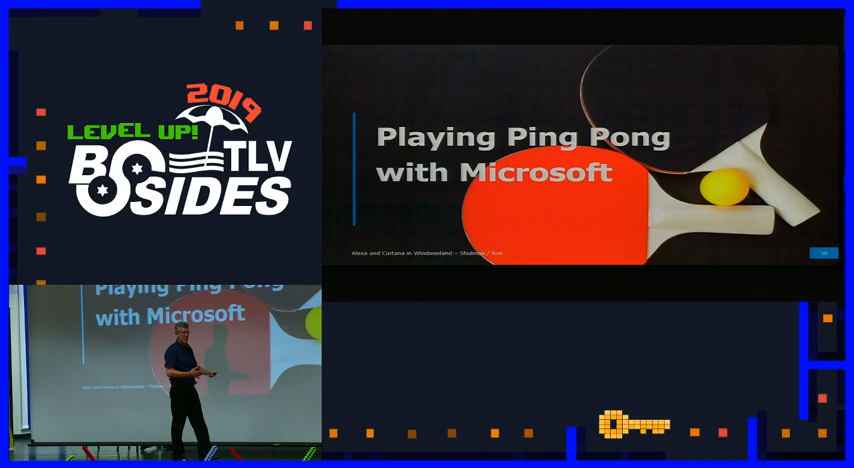 2019
LEVEL UP!
BSIDES TLV
Playing Ping Pong
with Microsoft
Alexa and Cortana in Windowsland – Shulman / Ron
Playing Ping Pong
with Microsoft